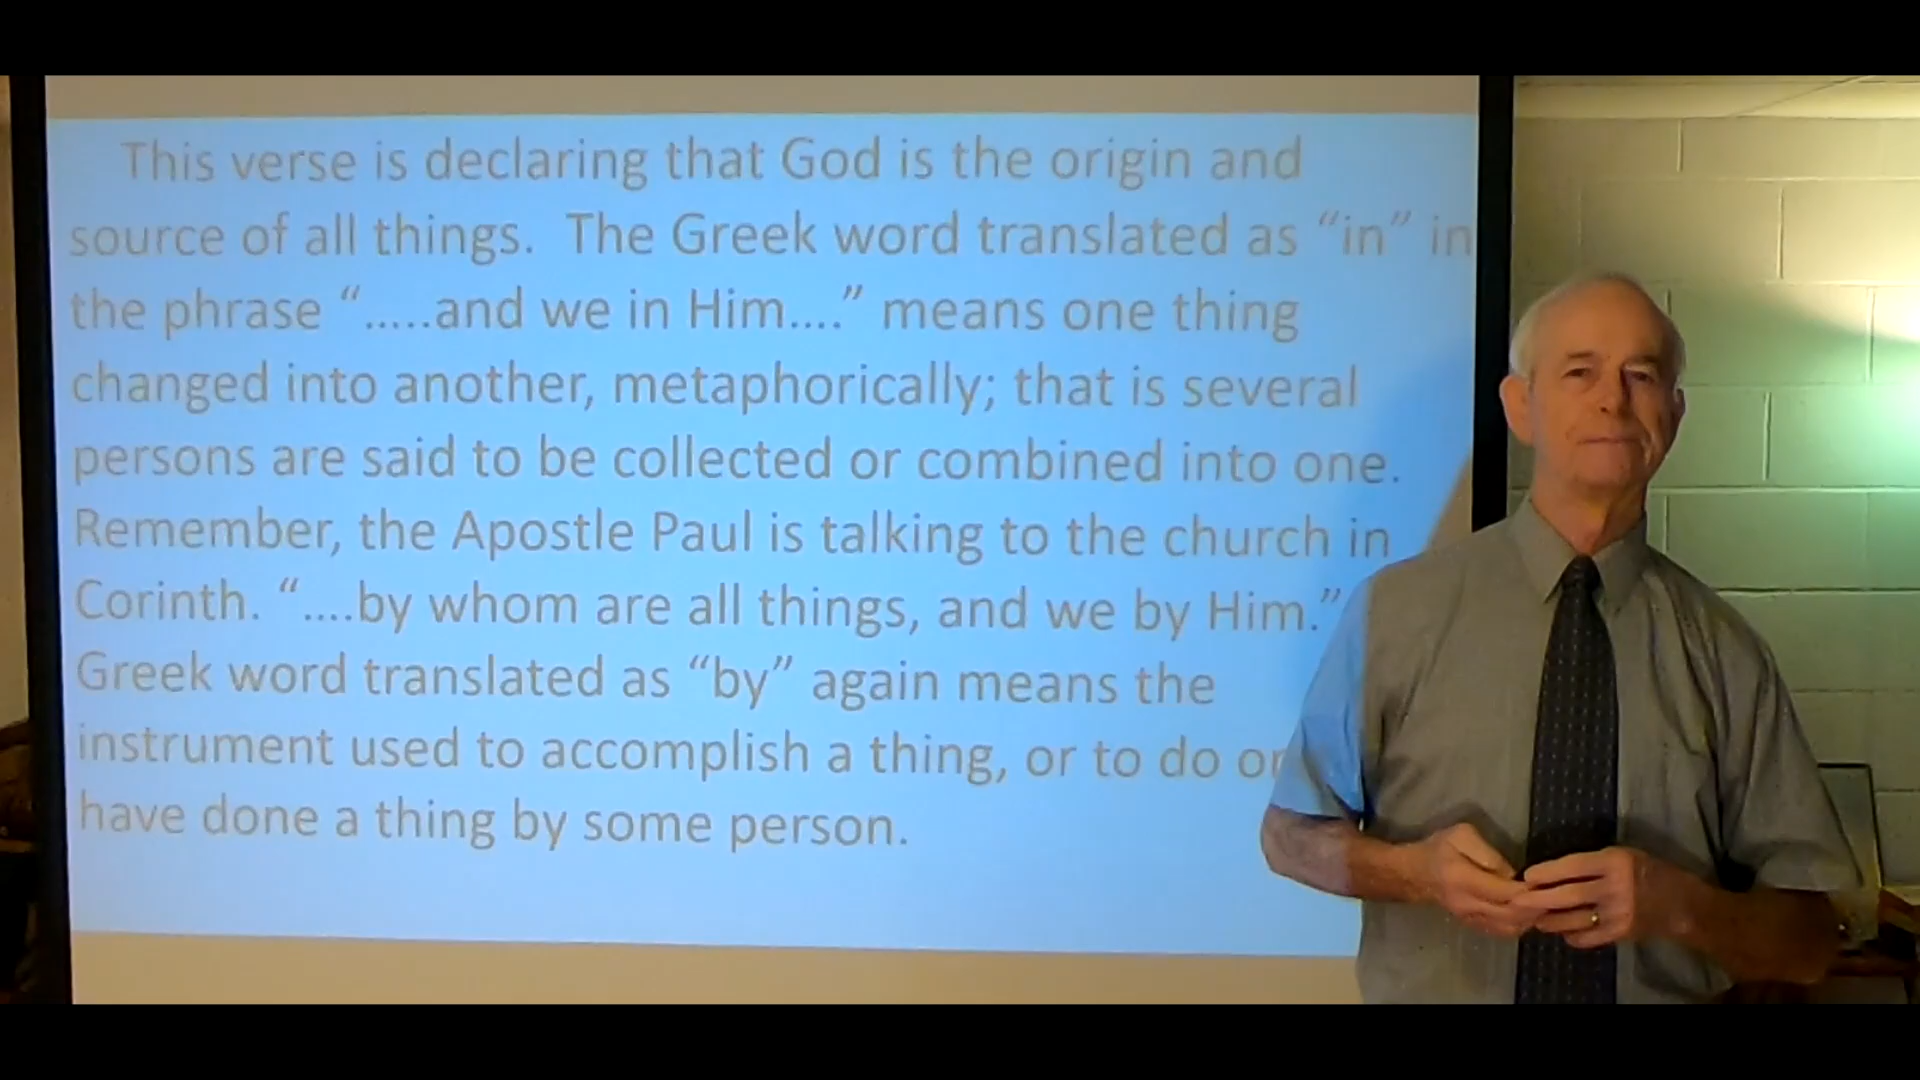 This verse is declaring that God is the origin and
source of all things.  The Greek word translated as “in” in
the phrase “.....and we in Him....” means one thing
changed into another, metaphorically; that is several
persons are said to be collected or combined into one.
Remember, the Apostle Paul is talking to the church in
Corinth. “....by whom are all things, and we by Him.”
Greek word translated as “by” again means the
instrument used to accomplish a thing, or to do or
have done a thing by some person.